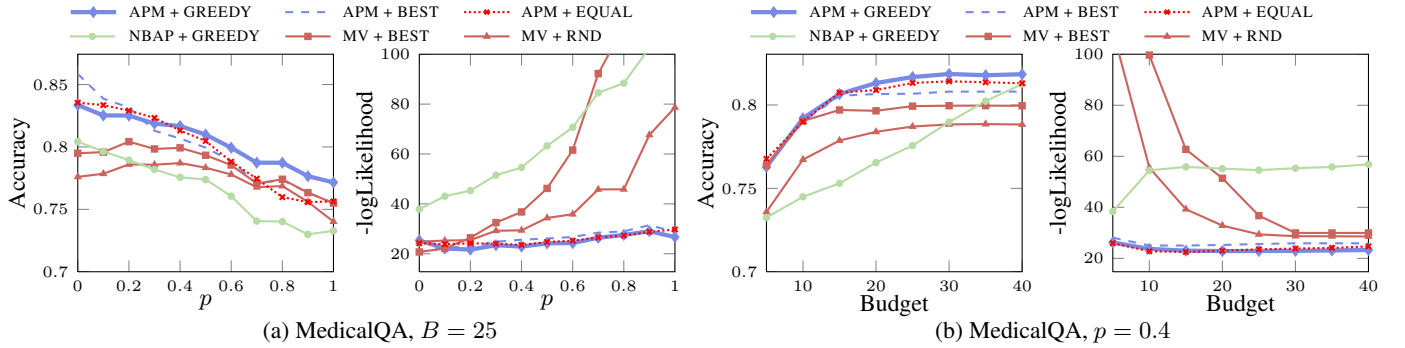 APM + GREEDY APM + BEST APM + EQUAL
NBAP + GREEDY MV + BEST MV + RND
Accuracy
0.85
0.8
0.75
0.7
0 0.2 0.4 0.6 0.8 1
p
-logLikelihood
100
80
60
40
20
0 0.2 0.4 0.6 0.8 1
p
(a) MedicalQA, B = 25
APM + GREEDY APM + BEST APM + EQUAL
NBAP + GREEDY MV + BEST MV + RND
Accuracy
0.8
0.75
0.7
10 20 30 40
Budget
-logLikelihood
100
80
60
40
20
10 20 30 40
Budget
(b) MedicalQA, p = 0.4